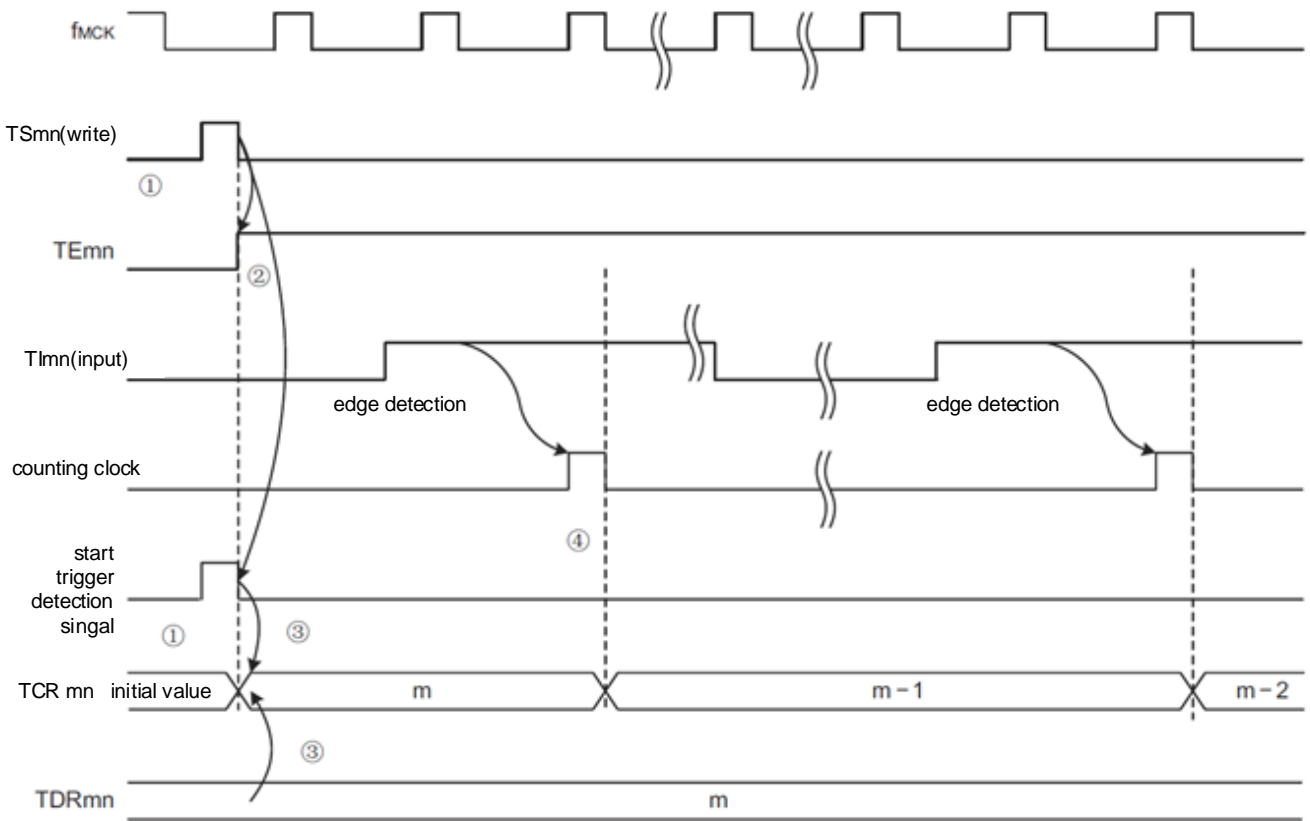 fMCK
TSmn(write)
①
TEmn
②
TImn(input)
edge detection
edge detection
counting clock
④
start
trigger
detection
singal
①
③
TCR mn initial value
m
m − 1
m − 2
③
TDRmn
m